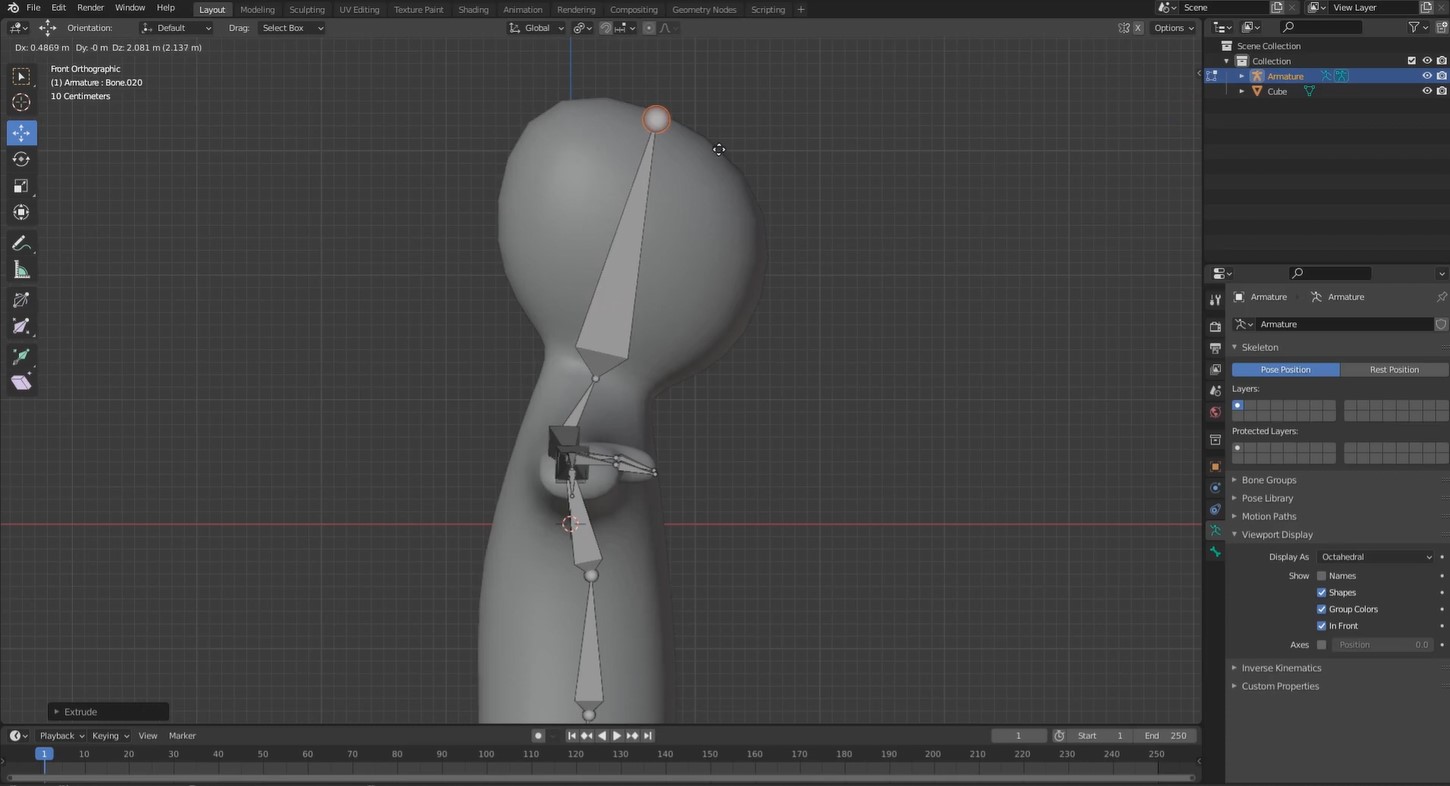 File Edit Render Window Help Layout Modeling Sculpting UV Editing Texture Paint Shading Animation Rendering Compositing Geometry Nodes Scripting + Scene View Layer
Orientation: Default Drag: Select Box Global X Options
Dx: 0.4869 m Dy: -0 m Dz: 2.081 m (2.137 m)
Front Orthographic
(1) Armature : Bone.020
10 Centimeters
Extrude
Scene Collection
Collection
Armature
Cube
Armature Armature
Armature
Skeleton
Pose Position Rest Position
Layers:
Protected Layers:
Bone Groups
Pose Library
Motion Paths
Viewport Display
Display As Octahedral
Show Names
Shapes
Group Colors
In Front
Axes Position 0.0
Inverse Kinematics
Custom Properties
Playback Keying View Marker 1 Start 1 End 250
1 10 20 30 40 50 60 70 80 90 100 110 120 130 140 150 160 170 180 190 200 210 220 230 240 250